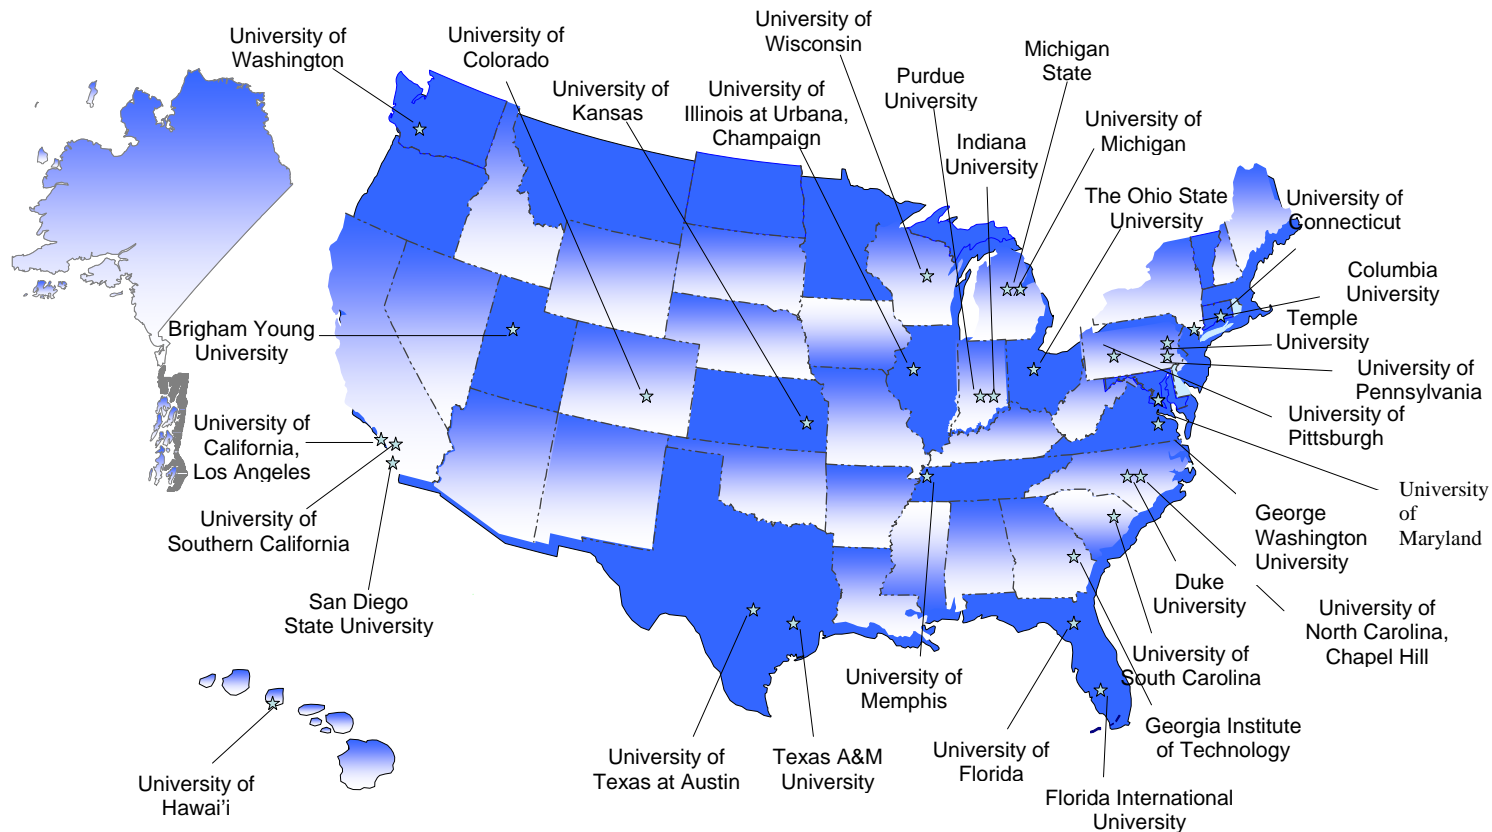 University of
Washington
University of
Colorado
University of
Kansas
University of
Illinois at Urbana,
Champaign
University of
Wisconsin
Purdue
University
Indiana
University
Michigan
State
University of
Michigan
The Ohio State
University
University of
Connecticut
Columbia
University
Temple
University
University of
Pennsylvania
University of
Pittsburgh
University
of
Maryland
George
Washington
University
Duke
University
University of
North Carolina,
Chapel Hill
University of
South Carolina
Georgia Institute
of Technology
Florida International
University
University of
Florida
University of
Memphis
Texas A&M
University
University of
Texas at Austin
Brigham Young
University
University of
California,
Los Angeles
University of
Southern California
San Diego
State University
University of
Hawai'i